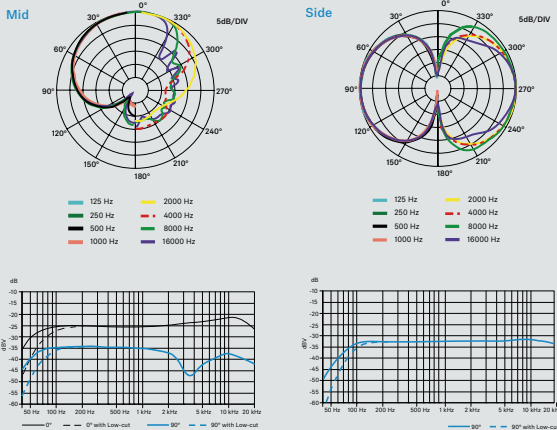 Mid
0°
30°
330°
5dB/DIV
60°
300°
90°
270°
120°
240°
150°
210°
180°
125 Hz
2000 Hz
250 Hz
4000 Hz
500 Hz
8000 Hz
1000 Hz
16000 Hz
Side
0°
30°
330°
5dB/DIV
60°
300°
90°
270°
120°
240°
150°
210°
180°
125 Hz
2000 Hz
250 Hz
4000 Hz
500 Hz
8000 Hz
1000 Hz
16000 Hz
dB
-10
-15
-20
-25
-30
-35
-40
-45
-50
-55
-60
dBV
50 Hz 100 Hz 200 Hz 500 Hz 1 kHz 2 kHz 5 kHz 10 kHz 20 kHz
0° 0° with Low-cut 90° 90° with Low-cut
dB
-10
-15
-20
-25
-30
-35
-40
-45
-50
-55
-60
dBV
50 Hz 100 Hz 200 Hz 500 Hz 1 kHz 2 kHz 5 kHz 10 kHz 20 kHz
90° 90° with Low-cut